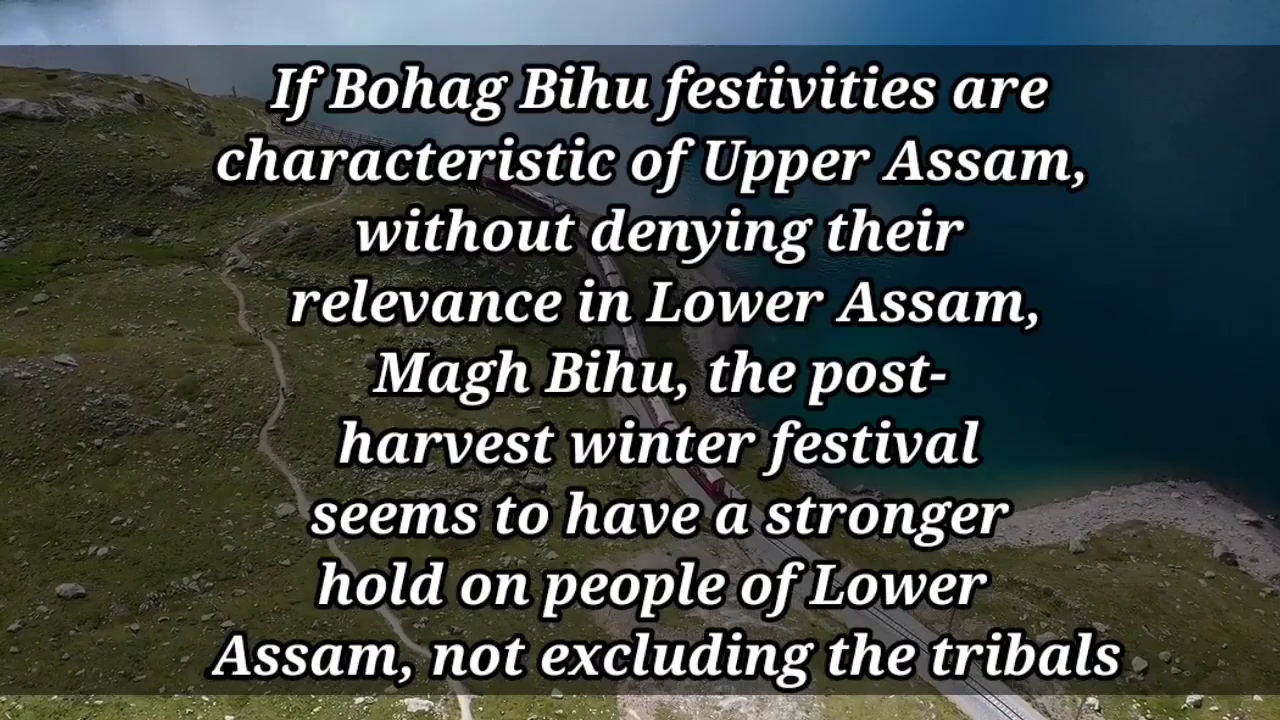 If Bohag Bihu festivities are
characteristic of Upper Assam,
without denying their
relevance in Lower Assam,
Magh Bihu, the post-
harvest winter festival
seems to have a stronger
hold on people of Lower
Assam, not excluding the tribals